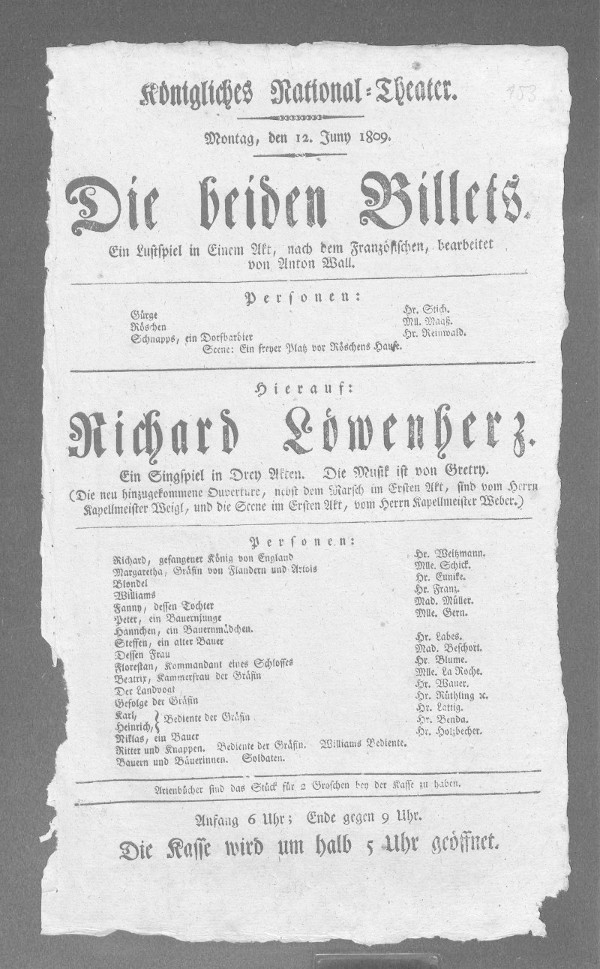 153
Königliches National-Theater.
Montag, den 12. Juny 1809.
Die beiden Billets.
Ein Lustspiel in Einem Akt, nach dem Französischen, bearbeitet
von Anton Wall.
Personen:
Gürge Hr. Stich.
Röschen Mll. Maaß.
Schnapps, ein Dorfbarbier Hr. Reinwald.
Scene: Ein freyer Platz vor Röschens Hause.
Hierauf:
Richard Löwenherz.
Ein Singspiel in Drey Akten. Die Musik ist von Gretry.
(Die neu hinzugekommene Ouverture, nebst dem Marsch im Ersten Akt, sind vom Herrn
Kapellmeister Weigl, und die Scene im Ersten Akt, vom Herrn Kapellmeister Weber.)
Personen:
Richard, gefangener König von England Hr. Weitzmann.
Margaretha, Gräfin von Flandern und Artois Mlle. Schick.
Blondel Hr. Eunike.
Williams Hr. Franz.
Fanny, dessen Tochter Mad. Müller.
Peter, ein Bauernjunge Mlle. Gern.
Hannchen, ein Bauernmädchen.
Steffen, ein alter Bauer Hr. Labes.
Dessen Frau Mad. Beschort.
Florestan, Kommandant eines Schlosses Hr. Blume.
Beatrix, Kammerfrau der Gräfin Mlle. La Roche.
Der Landvogt Hr. Wauer.
Gefolge der Gräfin Hr. Rüthling ꝛc.
Karl, Hr. Lattig.
Heinrich, } Bediente der Gräfin Hr. Benda.
Niklas, ein Bauer Hr. Holzbecher.
Ritter und Knappen. Bediente der Gräfin. Williams Bediente.
Bauern und Bäuerinnen. Soldaten.
Arienbücher sind das Stück für 2 Groschen bey der Kasse zu haben.
Anfang 6 Uhr; Ende gegen 9 Uhr.
Die Kasse wird um halb 5 Uhr geöffnet.